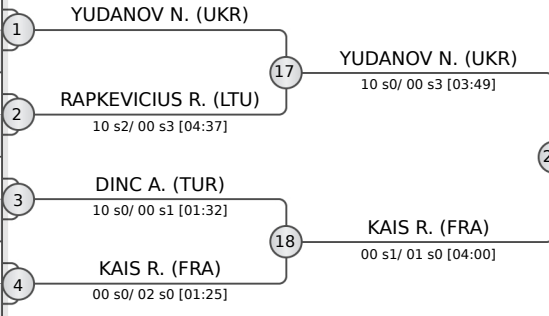 YUDANOV N. (UKR)
1
17
YUDANOV N. (UKR)
10 s0/ 00 s3 [03:49]
RAPKEVICIUS R. (LTU)
2
10 s2/ 00 s3 [04:37]
2
DINC A. (TUR)
3
10 s0/ 00 s1 [01:32]
18
KAIS R. (FRA)
00 s1/ 01 s0 [04:00]
KAIS R. (FRA)
4
00 s0/ 02 s0 [01:25]